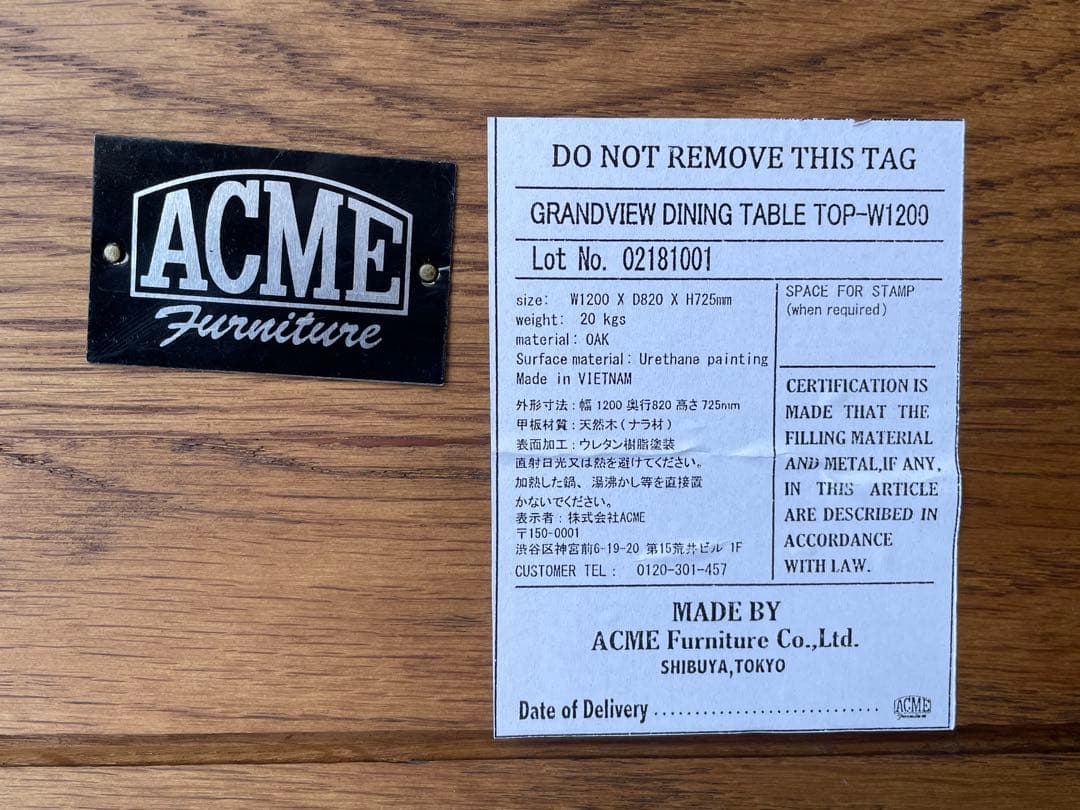 ACME
Furniture
DO NOT REMOVE THIS TAG
GRANDVIEW DINING TABLE TOP-W1200
Lot No. 02181001
size: W1200 X D820 X H725mm
weight: 20 kgs
material: OAK
Surface material: Urethane painting
Made in VIETNAM
外形寸法:幅 1200 奥行820 高さ 725mm
甲板材質:天然木(ナラ材)
表面加工:ウレタン樹脂塗装
直射日光又は熱を避けてください。
加熱した鍋、湯沸かし等を直接置
かないでください。
表示者:株式会社ACME
〒150-0001
渋谷区神宮前6-19-20 第15荒井ビル 1F
CUSTOMER TEL: 0120-301-457
SPACE FOR STAMP
(when required)
CERTIFICATION IS
MADE THAT THE
FILLING MATERIAL
AND METAL,IF ANY,
IN THIS ARTICLE
ARE DESCRIBED IN
ACCORDANCE
WITH LAW.
MADE BY
ACME Furniture Co.,Ltd.
SHIBUYA,TOKYO
Date of Delivery ............................
ACME
Furniture